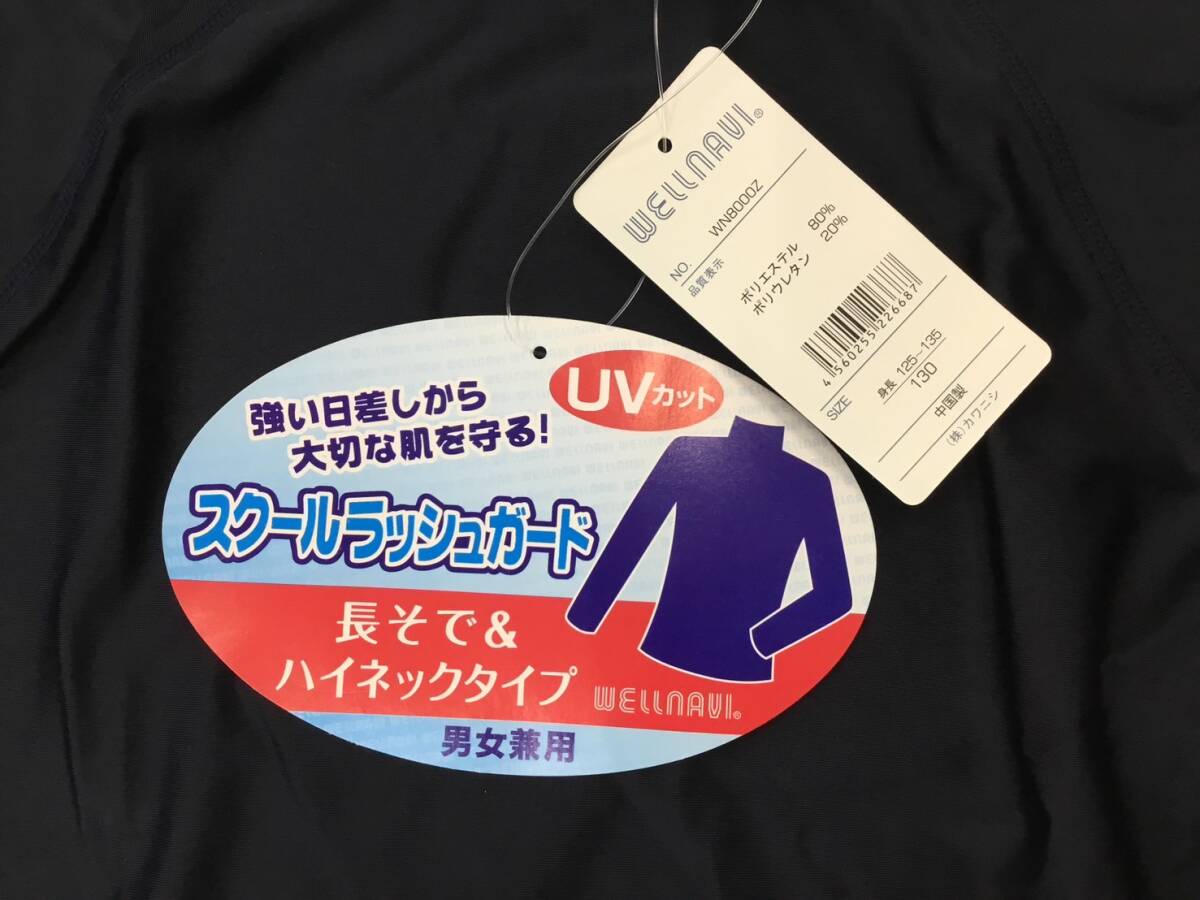 WELLNAVI®
NO. WN8000Z
品質表示
ポリエステル 80%
ポリウレタン 20%
4 560255 226687
SIZE 身長 125~135
130
中国製
(株)カワニシ
UVカット
強い日差しから
大切な肌を守る!
スクールラッシュガード
長そで&
ハイネックタイプ
WELLNAVI®
男女兼用